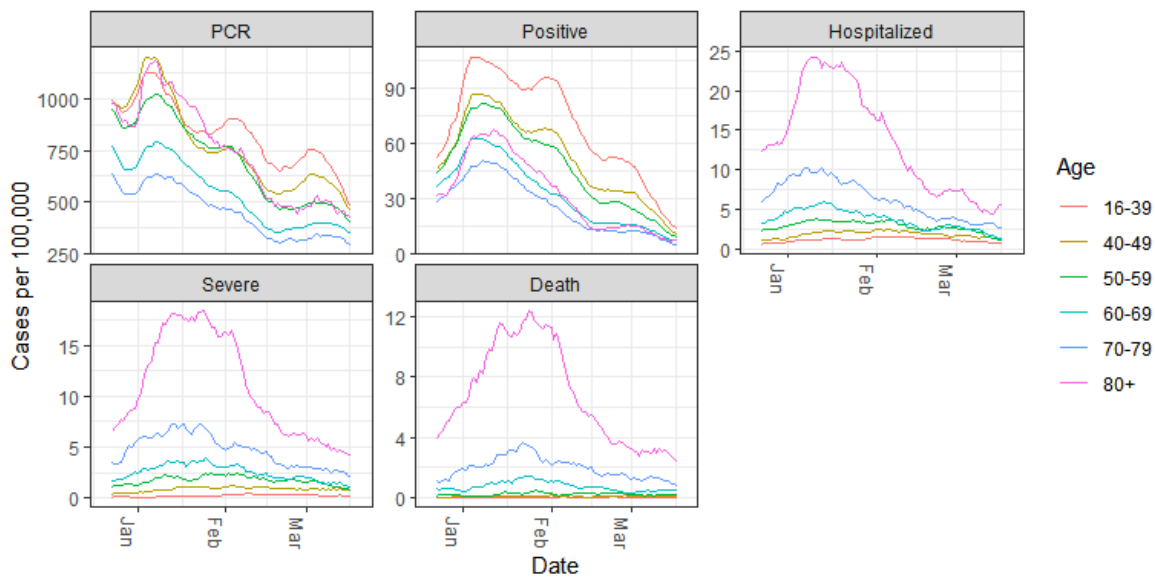 PCR
Positive
Hospitalized
1000
750
500
250
90
60
30
0
25
20
15
10
5
0
Jan
Feb
Mar
Cases per 100,000
Severe
Death
15
10
5
0
12
8
4
0
Jan
Feb
Mar
Jan
Feb
Mar
Date
Age
16-39
40-49
50-59
60-69
70-79
80+